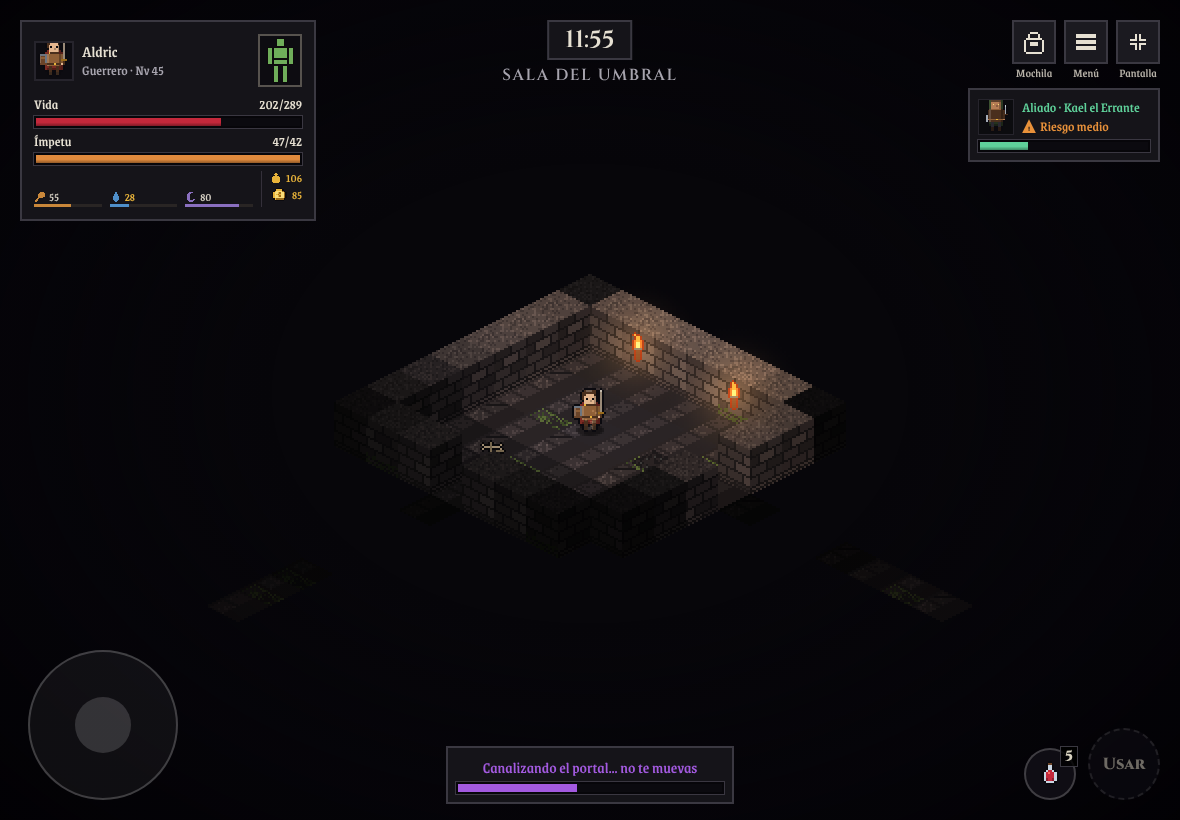 Aldric
Guerrero · Nv 45
Vida 202/289
Ímpetu 47/42
55 28 80
106
85
11:55
SALA DEL UMBRAL
Mochila Menú Pantalla
Aliado · Kael el Errante
Riesgo medio
Canalizando el portal... no te muevas
5
USAR